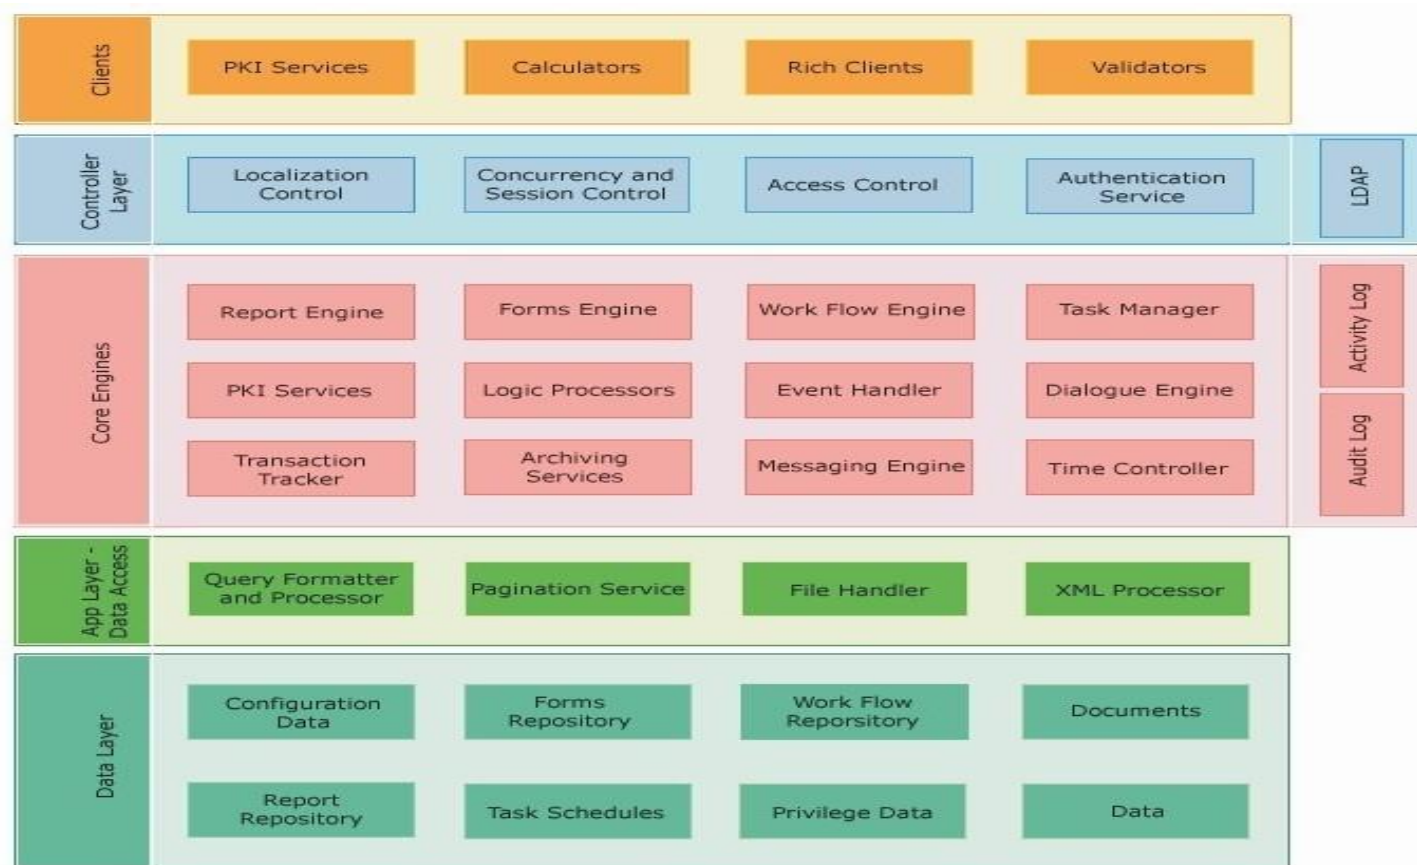 Clients
PKI Services
Calculators
Rich Clients
Validators
Controller
Layer
Localization
Control
Concurrency and
Session Control
Access Control
Authentication
Service
LDAP
Core Engines
Report Engine
Forms Engine
Work Flow Engine
Task Manager
PKI Services
Logic Processors
Event Handler
Dialogue Engine
Transaction
Tracker
Archiving
Services
Messaging Engine
Time Controller
Activity Log
Audit Log
App Layer -
Data Access
Query Formatter
and Processor
Pagination Service
File Handler
XML Processor
Data Layer
Configuration
Data
Forms
Repository
Work Flow
Reporsitory
Documents
Report
Repository
Task Schedules
Privilege Data
Data